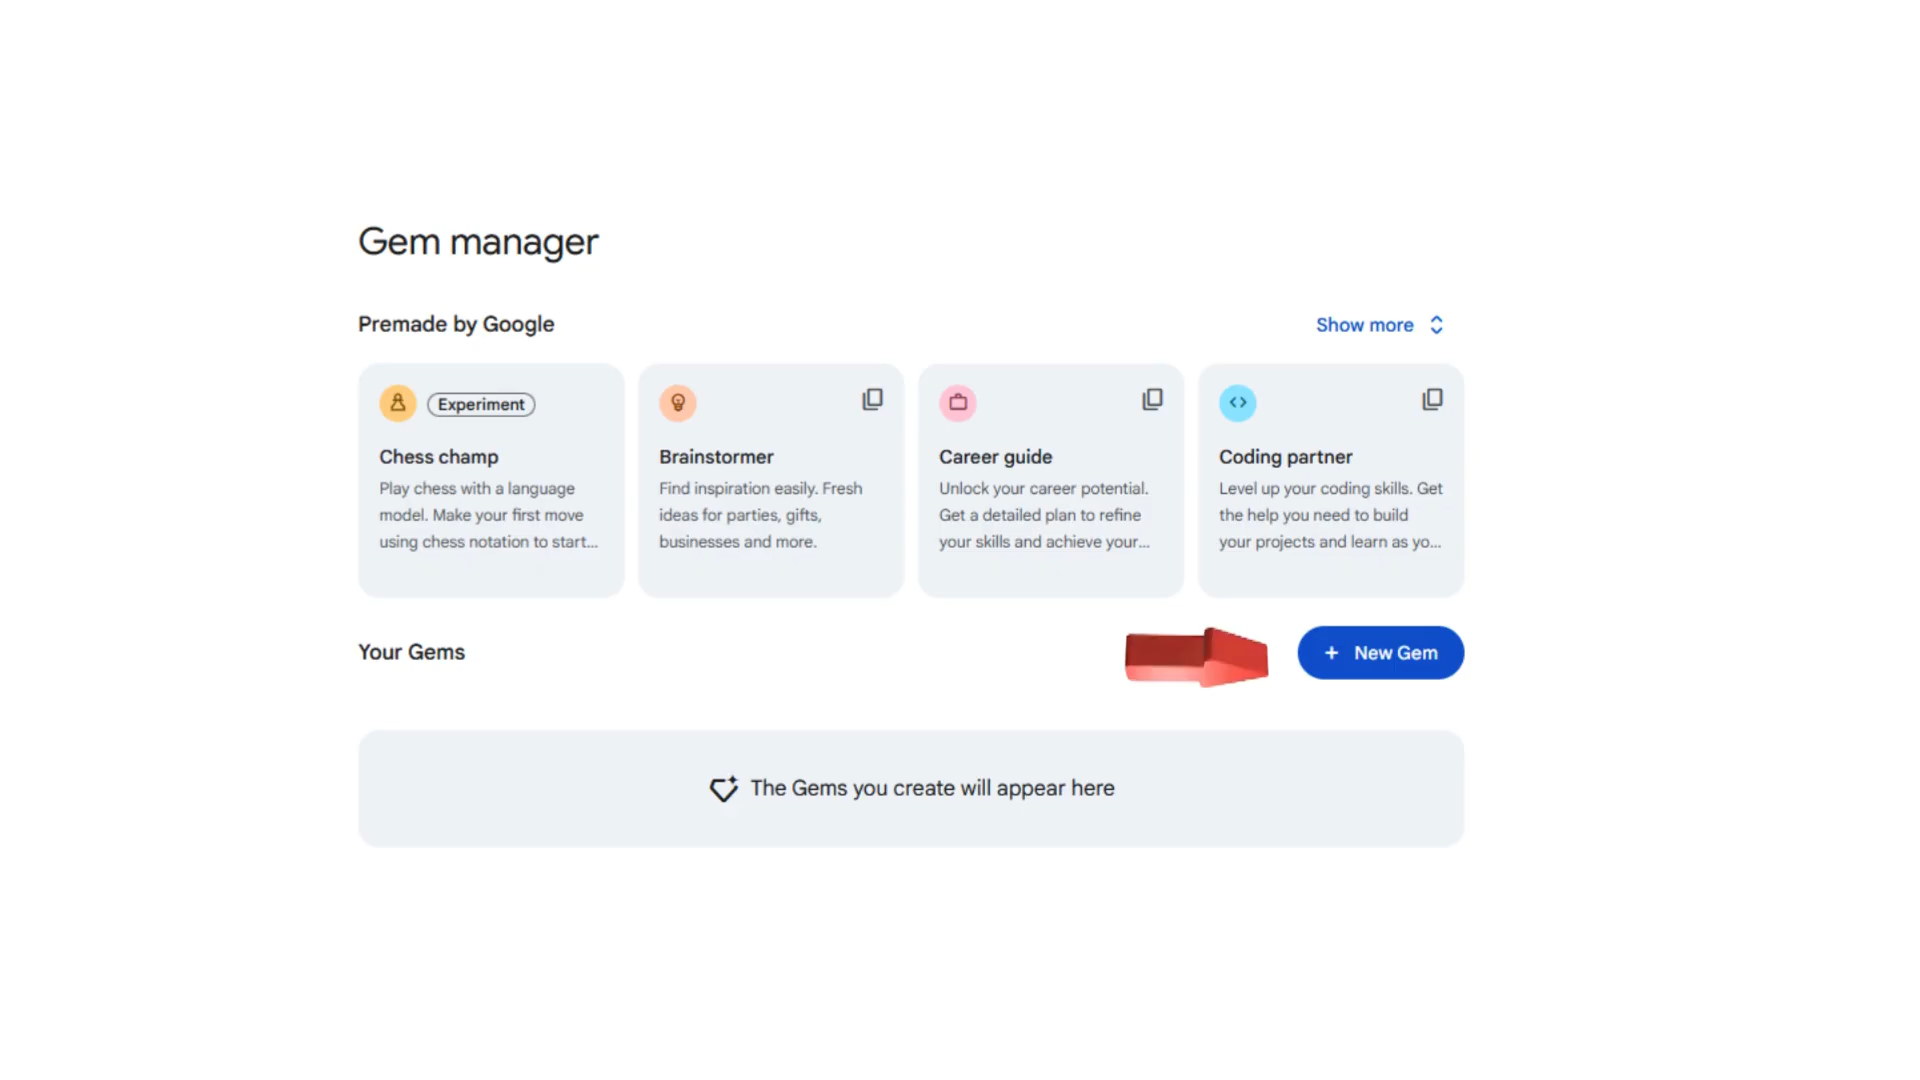 Gem manager
Premade by Google
Show more
Experiment
Chess champ
Play chess with a language
model. Make your first move
using chess notation to start...
Brainstormer
Find inspiration easily. Fresh
ideas for parties, gifts,
businesses and more.
Career guide
Unlock your career potential.
Get a detailed plan to refine
your skills and achieve your...
Coding partner
Level up your coding skills. Get
the help you need to build
your projects and learn as yo...
Your Gems
+ New Gem
The Gems you create will appear here